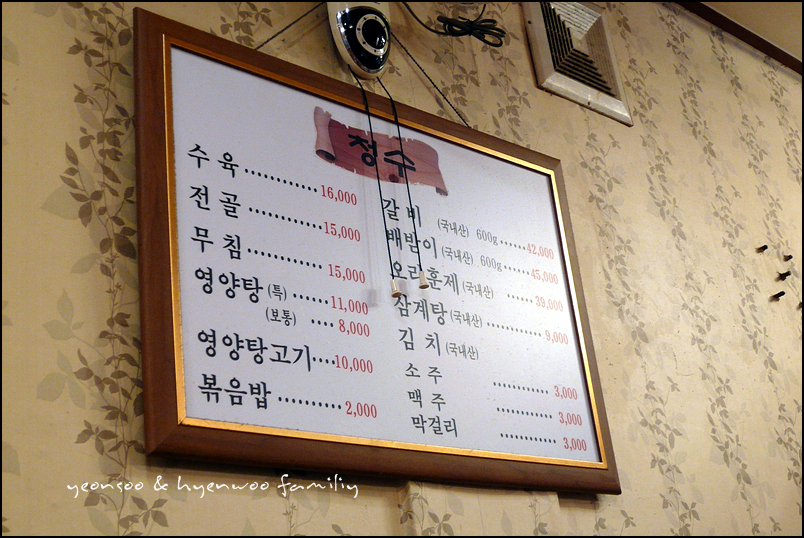 청수
수육 ............ 16,000
전골 ............ 15,000
무침 ............ 15,000
영양탕 (특) ...... 11,000
(보통) .... 8,000
영양탕고기 .... 10,000
볶음밥 .......... 2,000
갈비 (국내산) 600g ...... 42,000
배받이 (국내산) 600g ..... 45,000
오리훈제 (국내산) ...... 39,000
삼계탕 (국내산) ............ 9,000
김치 (국내산)
소주 ............ 3,000
맥주 ............ 3,000
막걸리 ............ 3,000
yeonsoo & hyenwoo familiy